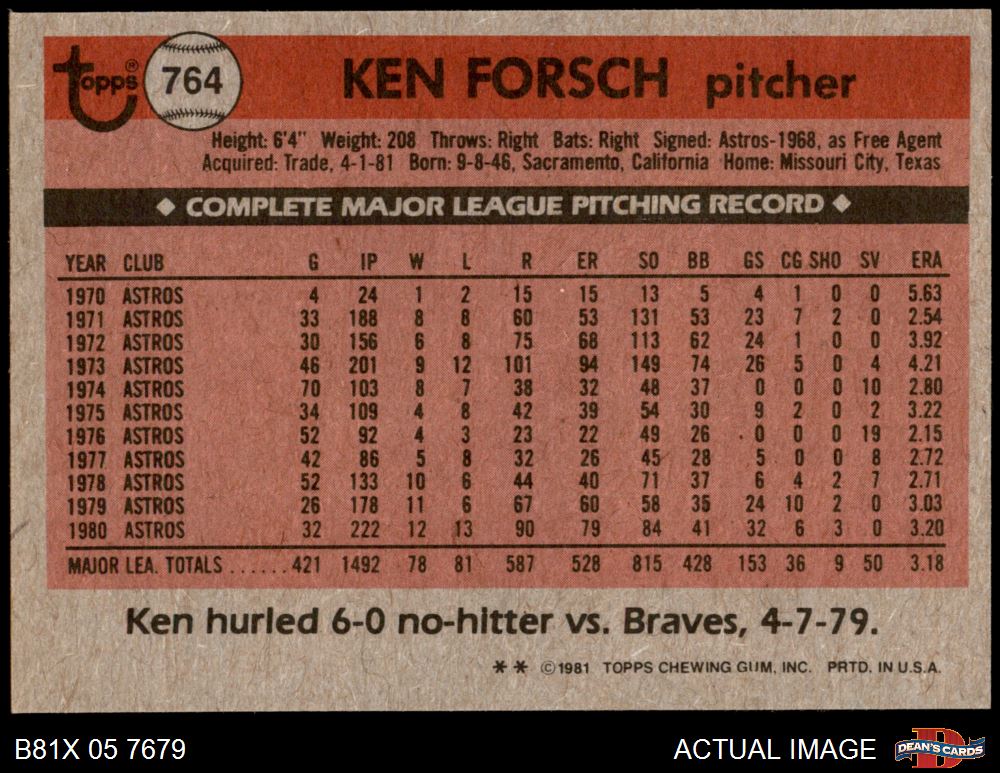 Topps® 764 KEN FORSCH pitcher
Height: 6'4" Weight: 208 Throws: Right Bats: Right Signed: Astros-1968, as Free Agent
Acquired: Trade, 4-1-81 Born: 9-8-46, Sacramento, California Home: Missouri City, Texas
◆ COMPLETE MAJOR LEAGUE PITCHING RECORD ◆
YEAR CLUB G IP W L R ER SO BB GS CG SHO SV ERA
1970 ASTROS 4 24 1 2 15 15 13 5 4 1 0 0 5.63
1971 ASTROS 33 188 8 8 60 53 131 53 23 7 2 0 2.54
1972 ASTROS 30 156 6 8 75 68 113 62 24 1 0 0 3.92
1973 ASTROS 46 201 9 12 101 94 149 74 26 5 0 4 4.21
1974 ASTROS 70 103 8 7 38 32 48 37 0 0 0 10 2.80
1975 ASTROS 34 109 4 8 42 39 54 30 9 2 0 2 3.22
1976 ASTROS 52 92 4 3 23 22 49 26 0 0 0 19 2.15
1977 ASTROS 42 86 5 8 32 26 45 28 5 0 0 8 2.72
1978 ASTROS 52 133 10 6 44 40 71 37 6 4 2 7 2.71
1979 ASTROS 26 178 11 6 67 60 58 35 24 10 2 0 3.03
1980 ASTROS 32 222 12 13 90 79 84 41 32 6 3 0 3.20
MAJOR LEA. TOTALS ...... 421 1492 78 81 587 528 815 428 153 36 9 50 3.18
Ken hurled 6-0 no-hitter vs. Braves, 4-7-79.
** ©1981 TOPPS CHEWING GUM, INC. PRTD. IN U.S.A.
B81X 05 7679 ACTUAL IMAGE D DEAN'S CARDS